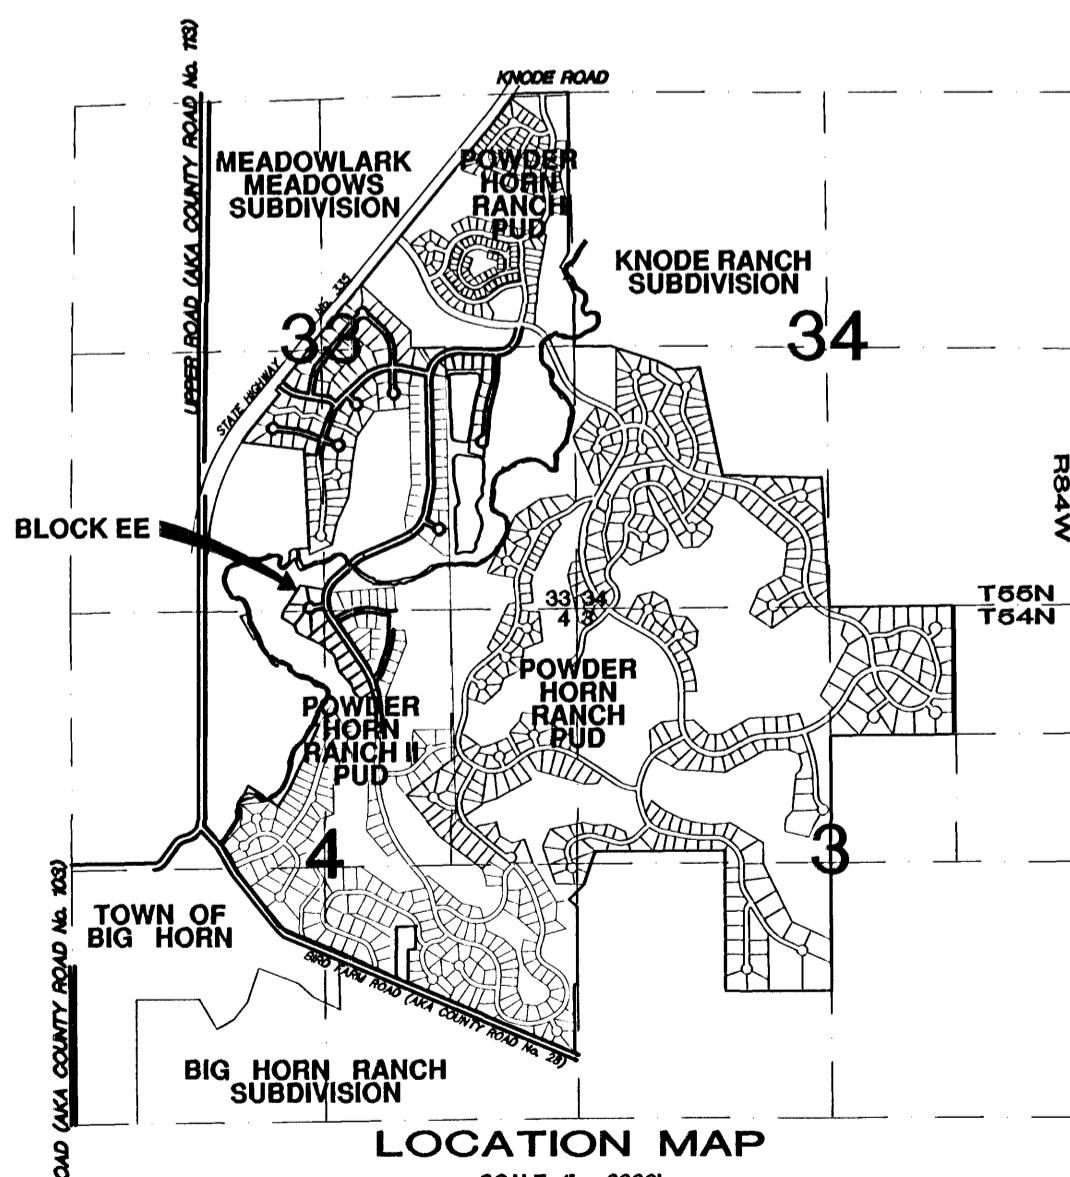 KNODE ROAD
UPPER ROAD (AKA COUNTY ROAD No. 113)
MEADOWLARK
MEADOWS
SUBDIVISION
POWDER
HORN
RANCH
PUD
KNODE RANCH
SUBDIVISION
STATE HIGHWAY No. 335
33
34
R84W
BLOCK EE
33 34
4 3
T55N
T54N
POWDER
HORN
RANCH
PUD
POWDER
HORN
RANCH II
PUD
4
3
TOWN OF
BIG HORN
OAD (AKA COUNTY ROAD No. 103)
BIRD FARM ROAD (AKA COUNTY ROAD No. 28)
BIG HORN RANCH
SUBDIVISION
LOCATION MAP